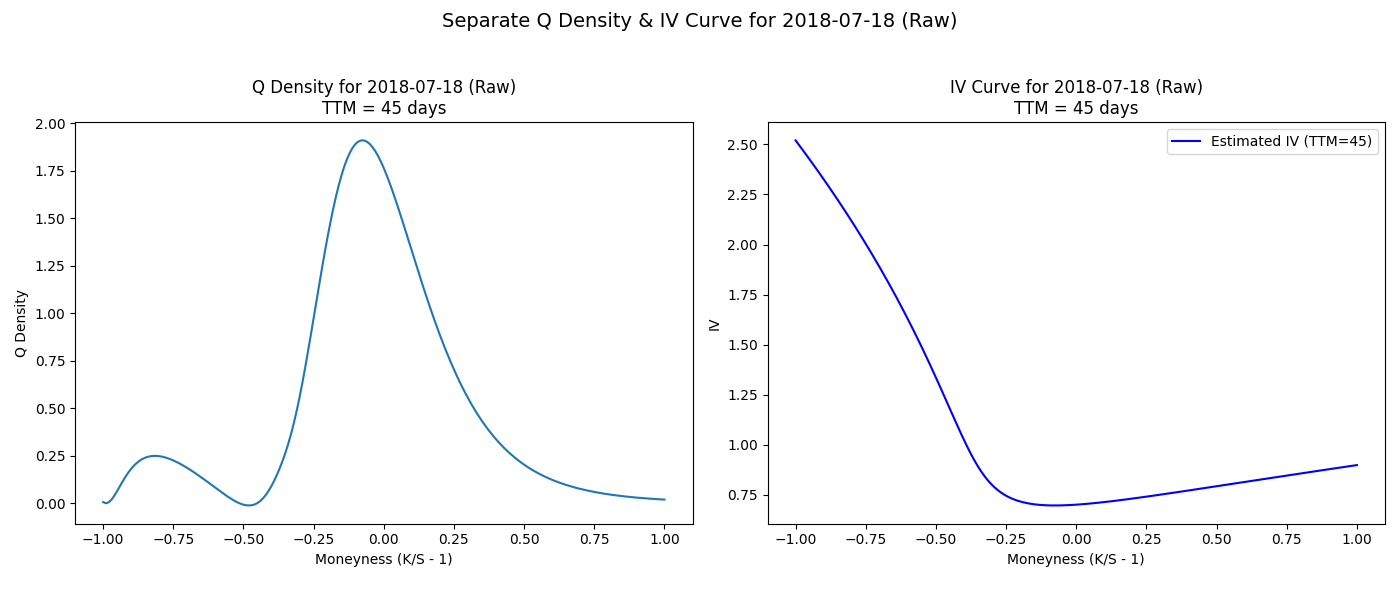 Separate Q Density & IV Curve for 2018-07-18 (Raw)
Q Density for 2018-07-18 (Raw)
TTM = 45 days
2.00
1.75
1.50
1.25
1.00
0.75
0.50
0.25
0.00
Q Density
−1.00 −0.75 −0.50 −0.25 0.00 0.25 0.50 0.75 1.00
Moneyness (K/S - 1)
IV Curve for 2018-07-18 (Raw)
TTM = 45 days
Estimated IV (TTM=45)
2.50
2.25
2.00
1.75
1.50
1.25
1.00
0.75
IV
−1.00 −0.75 −0.50 −0.25 0.00 0.25 0.50 0.75 1.00
Moneyness (K/S - 1)